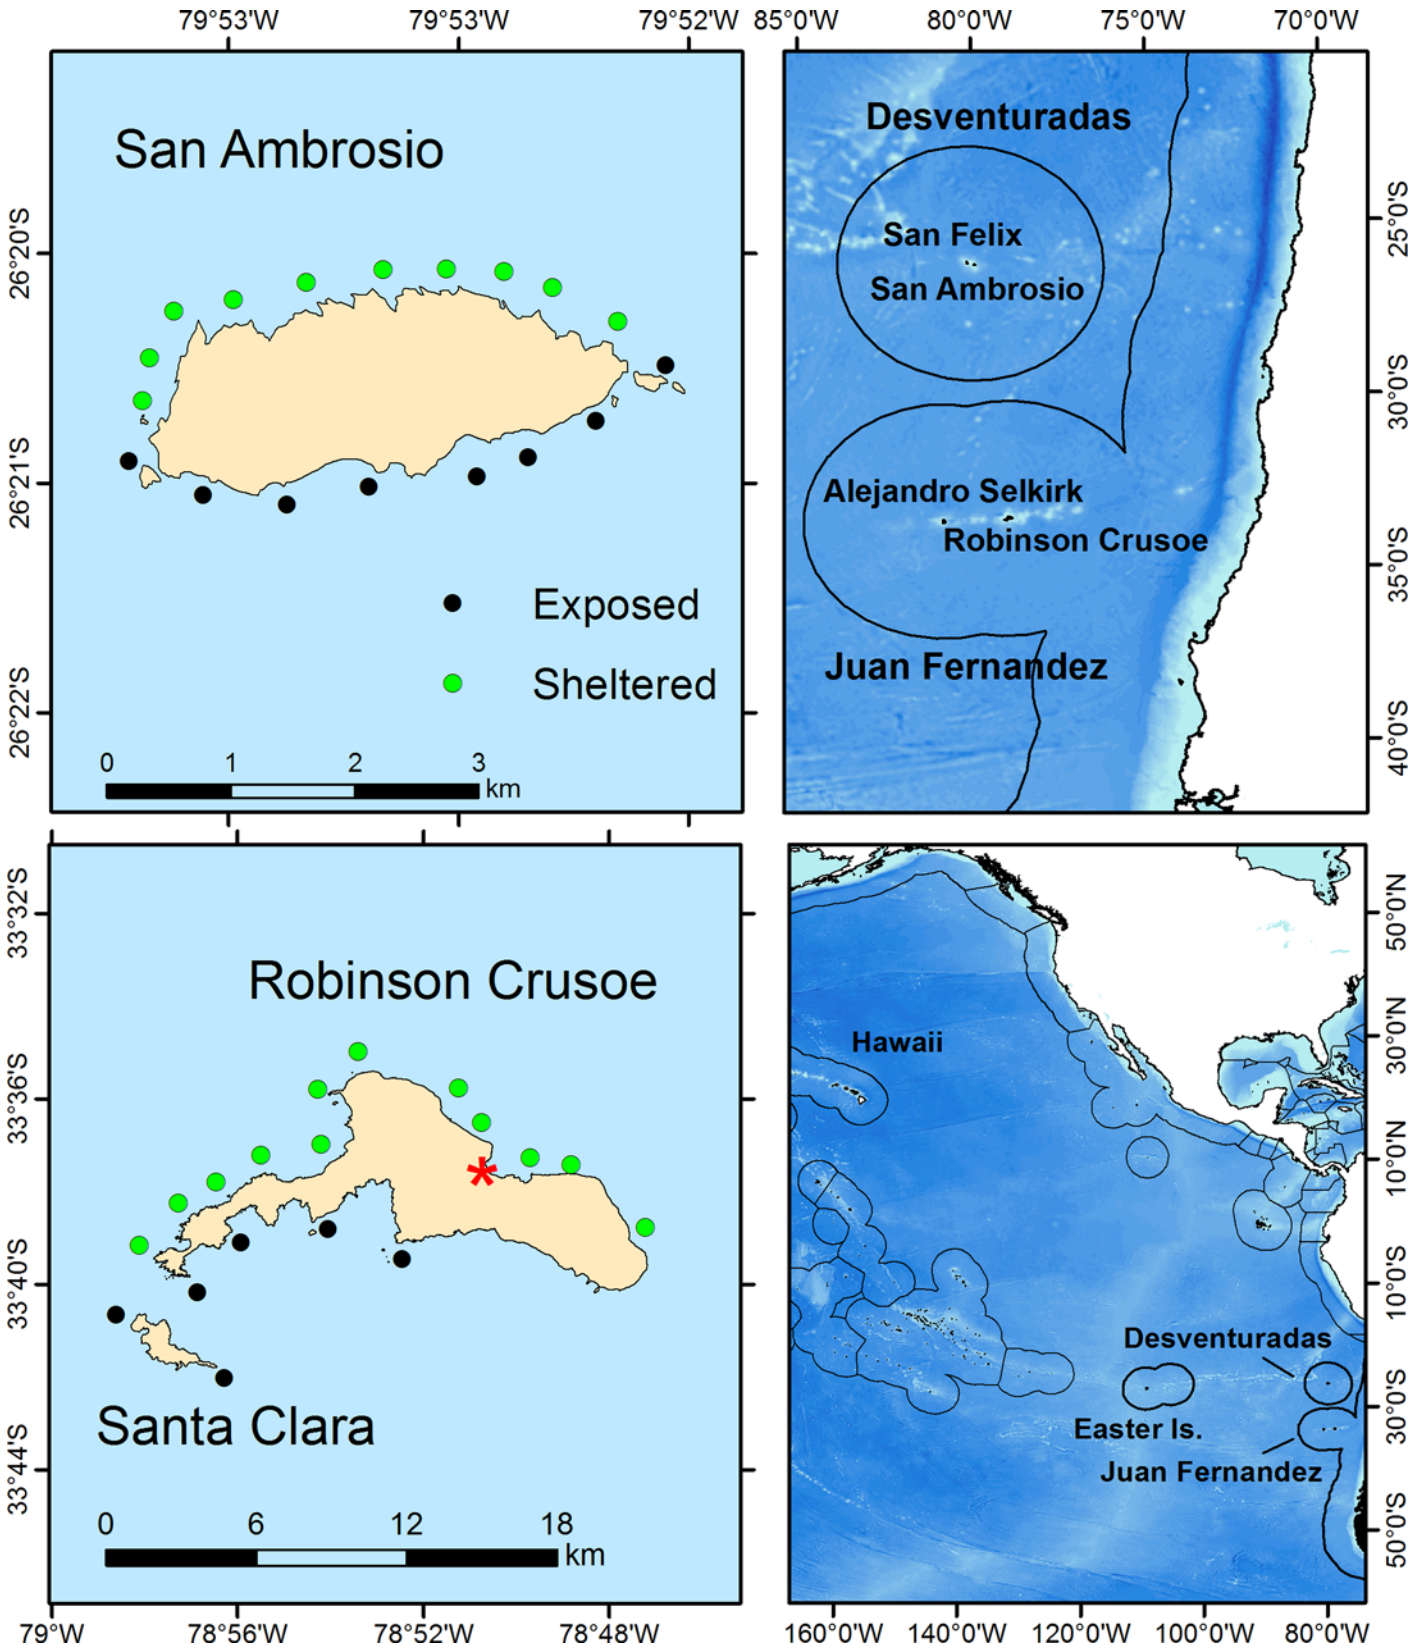 79°53'W
79°53'W
79°52'W
26°20'S
26°21'S
26°22'S
San Ambrosio
Exposed
Sheltered
0 1 2 3
km
85°0'W
80°0'W
75°0'W
70°0'W
25°0'S
30°0'S
35°0'S
40°0'S
Desventuradas
San Felix
San Ambrosio
Alejandro Selkirk
Robinson Crusoe
Juan Fernandez
33°32'S
33°36'S
33°40'S
33°44'S
Robinson Crusoe
Santa Clara
0 6 12 18
km
79°W
78°56'W
78°52'W
78°48'W
50°0'N
30°0'N
10°0'N
10°0'S
30°0'S
50°0'S
Hawaii
Desventuradas
Easter Is.
Juan Fernandez
160°0'W
140°0'W
120°0'W
100°0'W
80°0'W